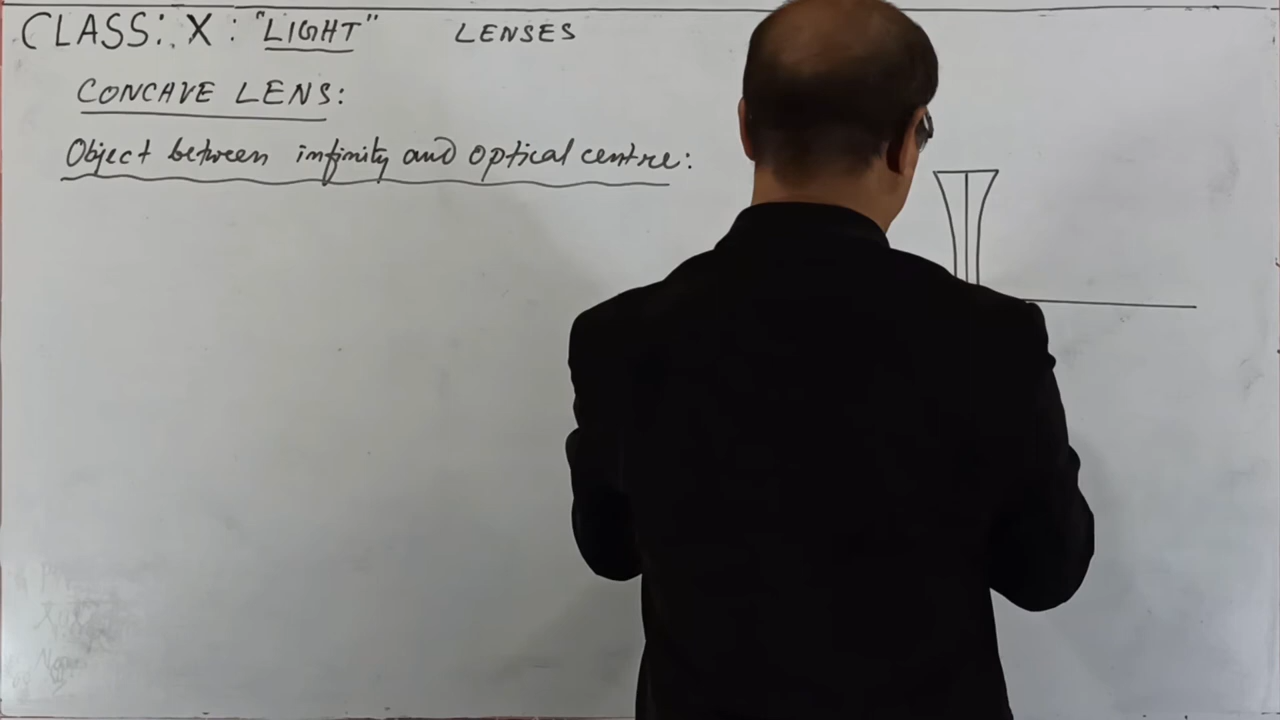 CLASS: X : "LIGHT" LENSES
CONCAVE LENS:
Object between infinity and optical centre: